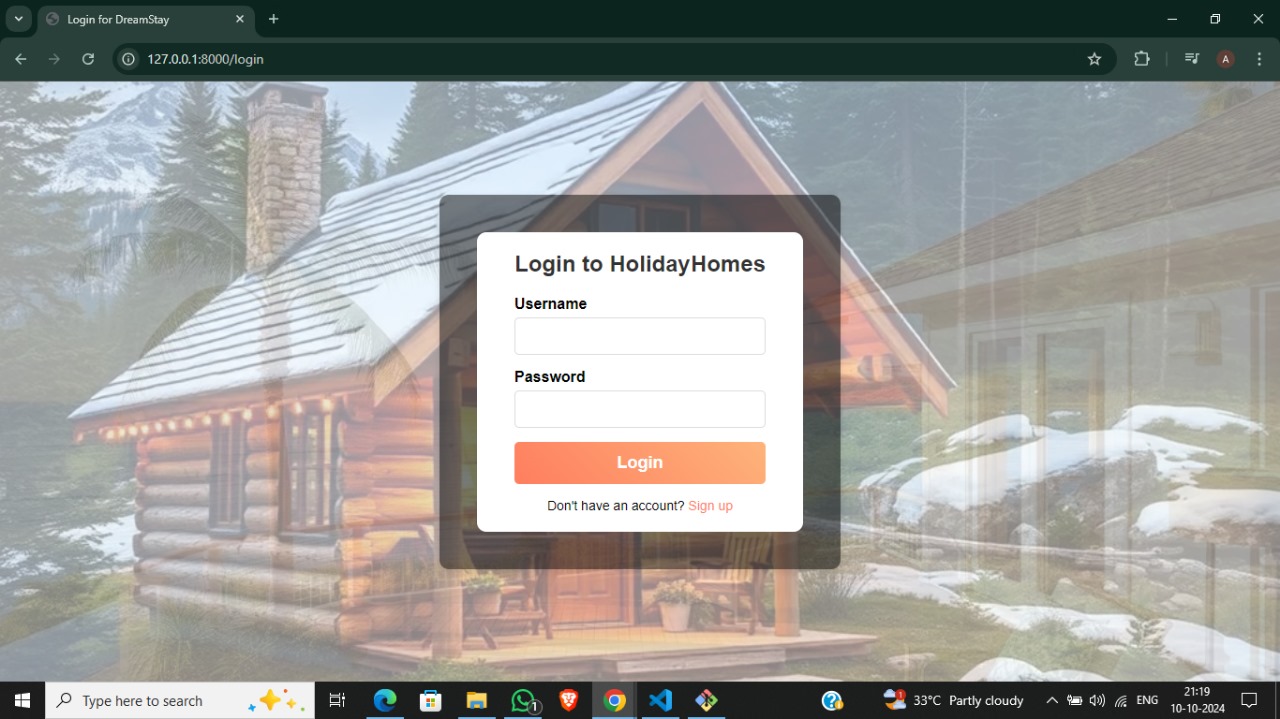 Login for DreamStay
127.0.0.1:8000/login
A
Login to HolidayHomes
Username
Password
Login
Don't have an account? Sign up
Type here to search
1
1
33°C Partly cloudy
ENG
21:19
10-10-2024